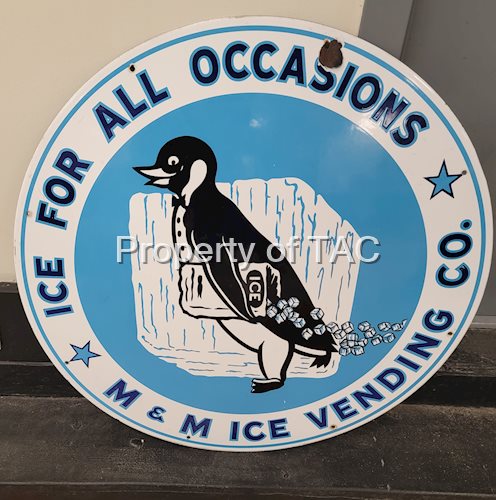 ICE FOR ALL OCCASIONS
Property of TAC
ICE
M & M ICE VENDING CO.